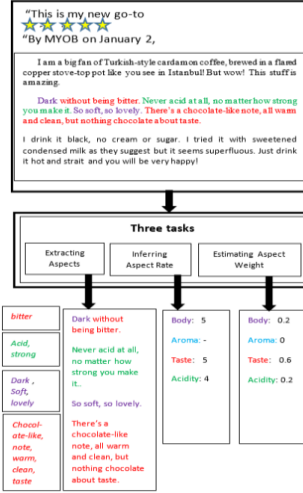 "This is my new go-to
"By MYOB on January 2,
I am a big fan of Turkish-style cardamon coffee, brewed in a flared
copper stove-top pot like you see in Istanbul! But wow! This stuff is
amazing.
Dark without being bitter. Never acid at all, no matter how strong
you make it. So soft, so lovely. There's a chocolate-like note, all warm
and clean, but nothing chocolate about taste.
I drink it black, no cream or sugar. I tried it with sweetened
condensed milk as they suggest but it seems superfluous. Just drink
it hot and strait and you will be very happy!
Three tasks
Extracting
Aspects
Inferring
Aspect Rate
Estimating Aspect
Weight
bitter
Acid,
strong
Dark ,
Soft,
lovely
Chocol-
ate-like,
note,
warm,
clean,
taste
Dark without
being bitter.
Never acid at all,
no matter how
strong you make
it..
So soft, so lovely.
There's a
chocolate-like
note, all warm
and clean, but
nothing chocolate
about taste.
Body: 5
Aroma: -
Taste: 5
Acidity: 4
Body: 0.2
Aroma: 0
Taste: 0.6
Acidity: 0.2